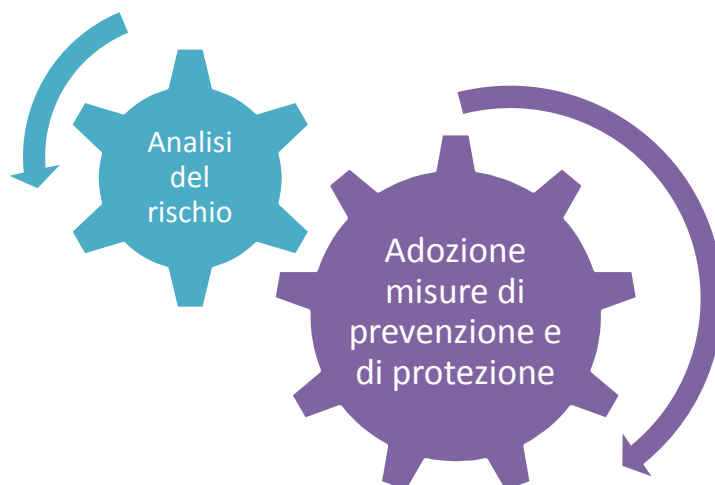 Analisi
del
rischio
Adozione
misure di
prevenzione e
di protezione